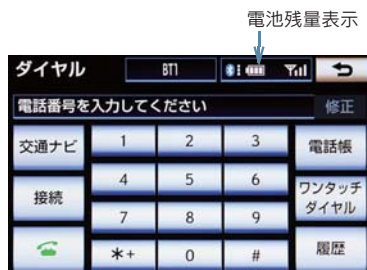 電池残量表示
ダイヤル BT1
電話番号を入力してください 修正
交通ナビ 1 2 3 電話帳
4 5 6 ワンタッチ
ダイヤル
接続
7 8 9
*+ 0 # 履歴